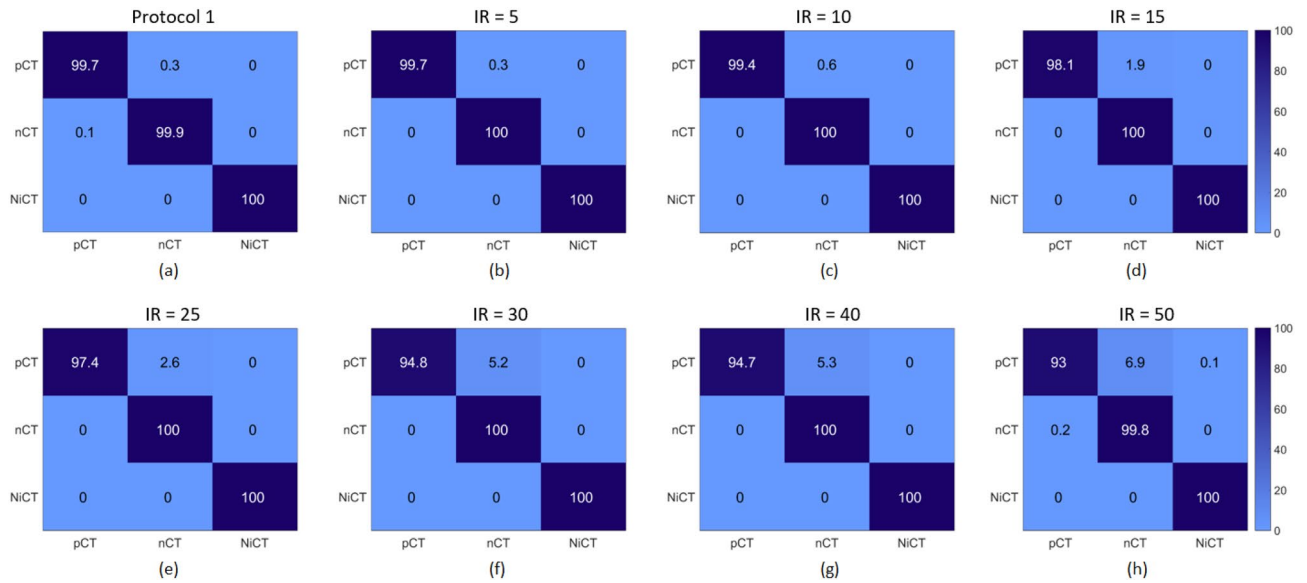 Protocol 1 IR = 5 IR = 10 IR = 15
pCT 99.7 0.3 0 pCT 99.7 0.3 0 pCT 99.4 0.6 0 pCT 98.1 1.9 0 100
80
nCT 0.1 99.9 0 nCT 0 100 0 nCT 0 100 0 nCT 0 100 0 60
40
NiCT 0 0 100 NiCT 0 0 100 NiCT 0 0 100 NiCT 0 0 100 20
0
pCT nCT NiCT pCT nCT NiCT pCT nCT NiCT pCT nCT NiCT
(a) (b) (c) (d)
IR = 25 IR = 30 IR = 40 IR = 50
pCT 97.4 2.6 0 pCT 94.8 5.2 0 pCT 94.7 5.3 0 pCT 93 6.9 0.1 100
80
nCT 0 100 0 nCT 0 100 0 nCT 0 100 0 nCT 0.2 99.8 0 60
40
NiCT 0 0 100 NiCT 0 0 100 NiCT 0 0 100 NiCT 0 0 100 20
0
pCT nCT NiCT pCT nCT NiCT pCT nCT NiCT pCT nCT NiCT
(e) (f) (g) (h)